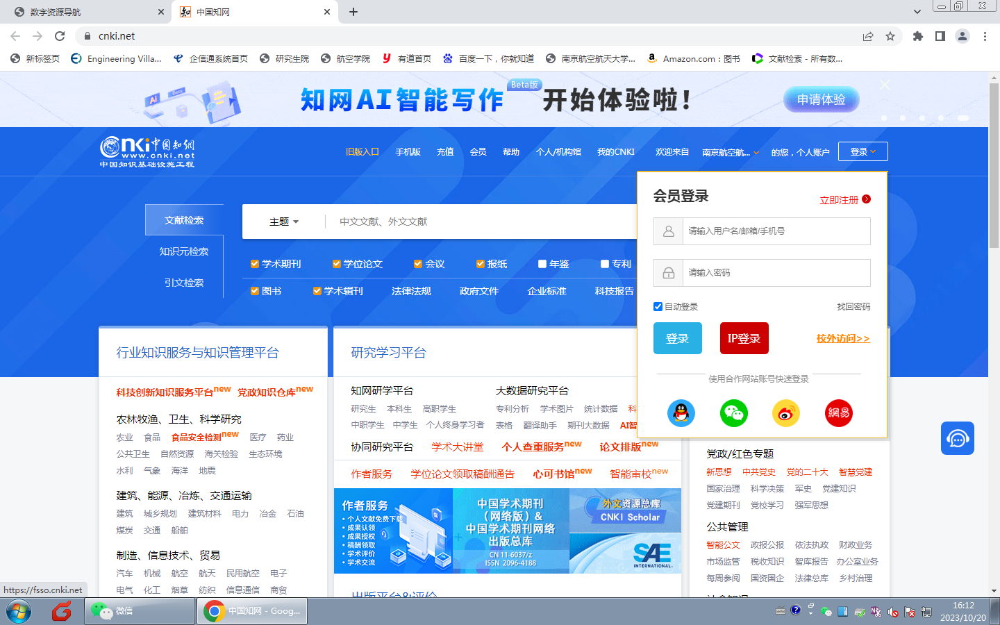 数字资源导航
中国知网
cnki.net
新标签页
Engineering Villa...
企信通系统首页
研究生院
航空学院
有道首页
百度一下，你就知道
南京航空航天大学...
Amazon.com : 图书
文献检索 - 所有数...
AI
Beta
知网AI智能写作 Beta版 开始体验啦！
申请体验
Cnki中国知网
www.cnki.net
中国知识基础设施工程
旧版入口 手机版 充值 会员 帮助 个人/机构馆 我的CNKI 欢迎来自 南京航空航... 的您，个人账户 登录
文献检索
知识元检索
引文检索
主题 中文文献、外文文献
学术期刊 学位论文 会议 报纸 年鉴 专利
图书 学术辑刊 法律法规 政府文件 企业标准 科技报告
会员登录
立即注册
请输入用户名/邮箱/手机号
请输入密码
自动登录 找回密码
登录 IP登录 校外访问>>
使用合作网站账号快速登录
網易
行业知识服务与知识管理平台
科技创新知识服务平台new 党政知识仓库new
农林牧渔、卫生、科学研究
农业 食品 食品安全检测new 医疗 药业
公共卫生 自然资源 海关检验 生态环境
水利 气象 海洋 地震
建筑、能源、冶炼、交通运输
建筑 城乡规划 建筑材料 电力 冶金 石油
煤炭 交通 船舶
制造、信息技术、贸易
汽车 机械 航空 航天 民用航空 电子
电气 化工 烟草 纺织 信息通信 商贸
研究学习平台
知网研学平台
研究生 本科生 高职学生
中职学生 中学生 个人终身学习者
大数据研究平台
专利分析 学术图片 统计数据 科
表格 翻译助手 期刊大数据 AI智
协同研究平台 学术大讲堂 个人查重服务new 论文排版new
作者服务 学位论文领取稿酬通告 心可书馆new 智能审校new
作者服务
• 个人文献免费下载
• 成果认领
• 成果授权
• 稿酬领取
• 学术评价
• 学术交流
中国学术期刊
（网络版）&
中国学术期刊网络
出版总库
CN 11-6037/z
ISSN 2096-4188
外文资源总库
CNKI Scholar
SAE
INTERNATIONAL
出版平台&评价
党政/红色专题
新思想 中共党史 党的二十大 智慧党建
国家治理 科学决策 军史 党建知识
党建期刊 党校学习 强军思想
公共管理
智能公文 政报公报 依法执政 财政业务
市场监管 税收知识 智库报告 办公室业务
每周参阅 国资国企 法律总库 乡村治理
社会知识
https://fsso.cnki.net
微信
中国知网 - Goog...
16:12
2023/10/20